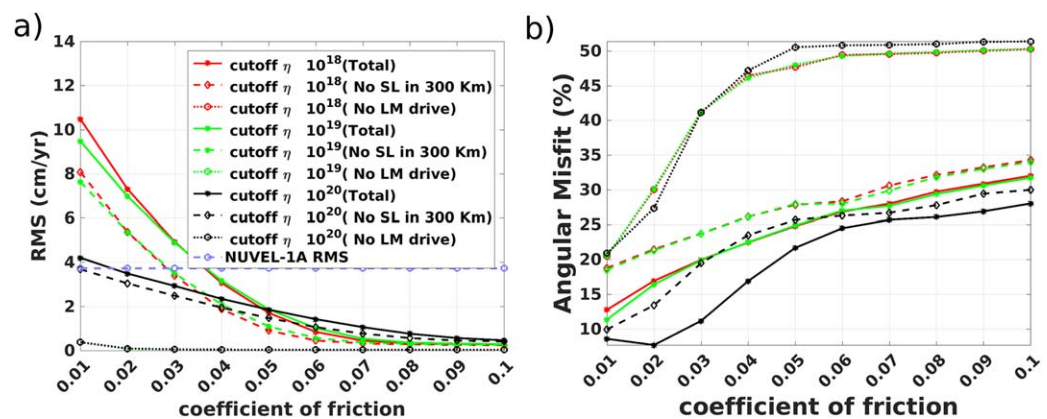 a)
RMS (cm/yr)
14
12
10
8
6
4
2
0
cutoff η 10^18(Total)
cutoff η 10^18( No SL in 300 Km)
cutoff η 10^18( No LM drive)
cutoff η 10^19(Total)
cutoff η 10^19(No SL in 300 Km)
cutoff η 10^19( No LM drive)
cutoff η 10^20(Total)
cutoff η 10^20( No SL in 300 Km)
cutoff η 10^20( No LM drive)
NUVEL-1A RMS
0.01 0.02 0.03 0.04 0.05 0.06 0.07 0.08 0.09 0.1
coefficient of friction
b)
Angular Misfit (%)
50
45
40
35
30
25
20
15
10
0.01 0.02 0.03 0.04 0.05 0.06 0.07 0.08 0.09 0.1
coefficient of friction